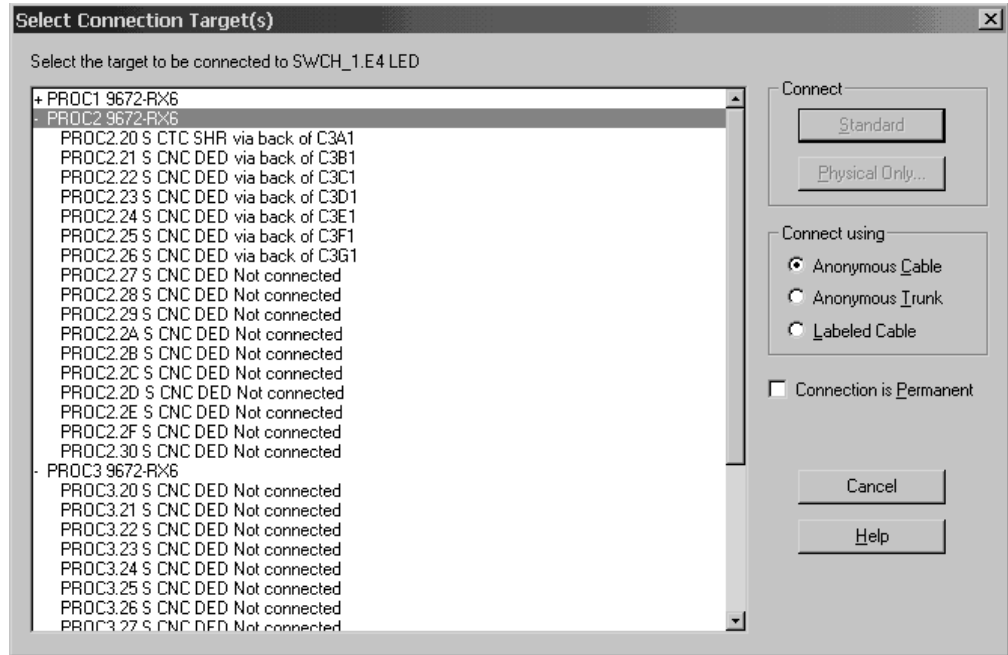 Select Connection Target(s)
Select the target to be connected to SWCH_1.E4 LED
+ PROC1 9672-RX6
- PROC2 9672-RX6
PROC2.20 S CTC SHR via back of C3A1
PROC2.21 S CNC DED via back of C3B1
PROC2.22 S CNC DED via back of C3C1
PROC2.23 S CNC DED via back of C3D1
PROC2.24 S CNC DED via back of C3E1
PROC2.25 S CNC DED via back of C3F1
PROC2.26 S CNC DED via back of C3G1
PROC2.27 S CNC DED Not connected
PROC2.28 S CNC DED Not connected
PROC2.29 S CNC DED Not connected
PROC2.2A S CNC DED Not connected
PROC2.2B S CNC DED Not connected
PROC2.2C S CNC DED Not connected
PROC2.2D S CNC DED Not connected
PROC2.2E S CNC DED Not connected
PROC2.2F S CNC DED Not connected
PROC2.30 S CNC DED Not connected
- PROC3 9672-RX6
PROC3.20 S CNC DED Not connected
PROC3.21 S CNC DED Not connected
PROC3.22 S CNC DED Not connected
PROC3.23 S CNC DED Not connected
PROC3.24 S CNC DED Not connected
PROC3.25 S CNC DED Not connected
PROC3.26 S CNC DED Not connected
PROC3.27 S CNC DED Not connected
Connect
Standard
Physical Only...
Connect using
Anonymous Cable
Anonymous Trunk
Labeled Cable
Connection is Permanent
Cancel
Help